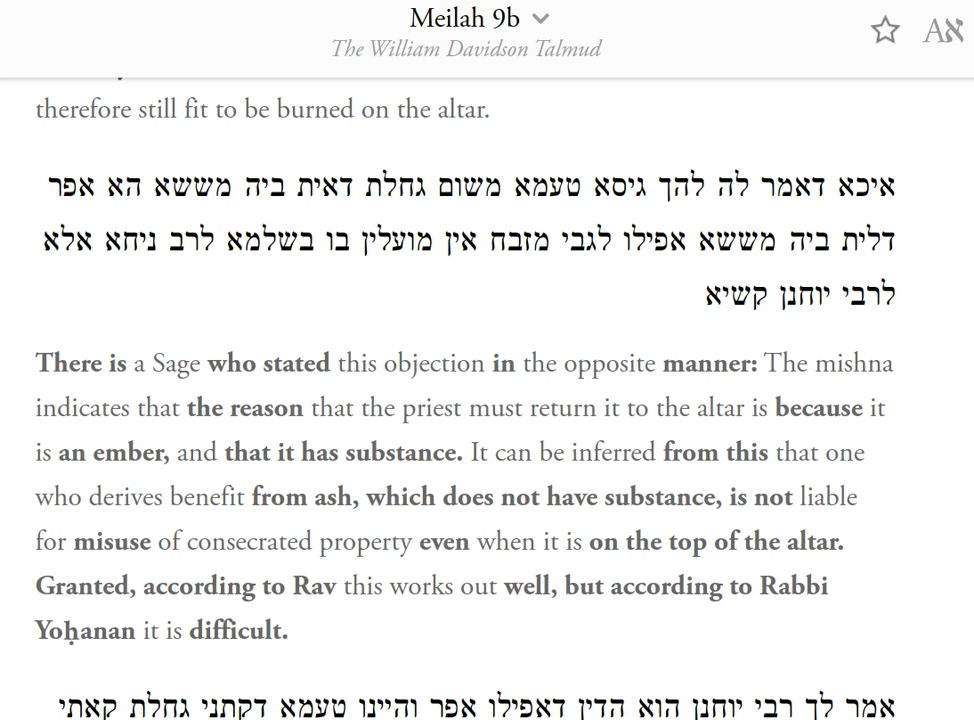 Meilah 9b
The William Davidson Talmud
Aא
therefore still fit to be burned on the altar.
איכא דאמר לה להך גיסא טעמא משום גחלת דאית ביה מששא הא אפר
דלית ביה מששא אפילו לגבי מזבח אין מועלין בו בשלמא לרב ניחא אלא
לרבי יוחנן קשיא
There is a Sage who stated this objection in the opposite manner: The mishna
indicates that the reason that the priest must return it to the altar is because it
is an ember, and that it has substance. It can be inferred from this that one
who derives benefit from ash, which does not have substance, is not liable
for misuse of consecrated property even when it is on the top of the altar.
Granted, according to Rav this works out well, but according to Rabbi
Yoḥanan it is difficult.
אמר לך רבי יוחנן הוא הדין דאפילו אפר והיינו טעמא דקתני גחלת קאתי